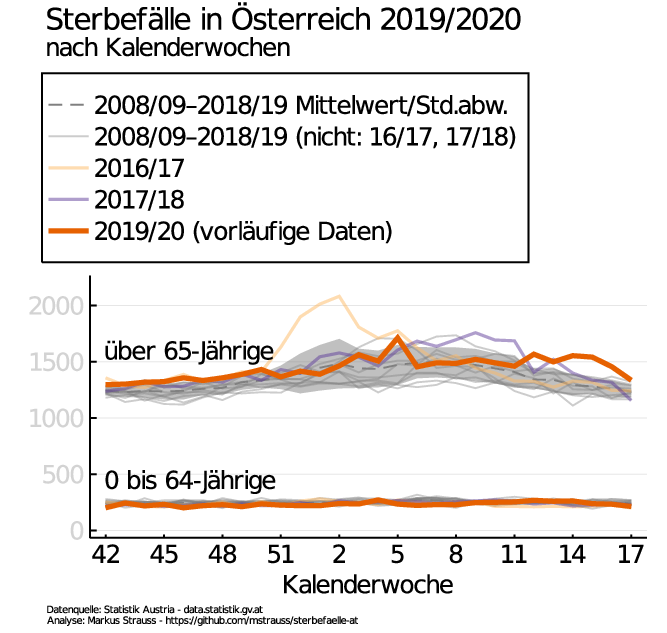 Sterbefälle in Österreich 2019/2020
nach Kalenderwochen
2008/09–2018/19 Mittelwert/Std.abw.
2008/09–2018/19 (nicht: 16/17, 17/18)
2016/17
2017/18
2019/20 (vorläufige Daten)
2000
über 65-Jährige
1500
1000
0 bis 64-Jährige
500
0
42 45 48 51 2 5 8 11 14 17
Kalenderwoche
Datenquelle: Statistik Austria - data.statistik.gv.at
Analyse: Markus Strauss - https://github.com/mstrauss/sterbefaelle-at